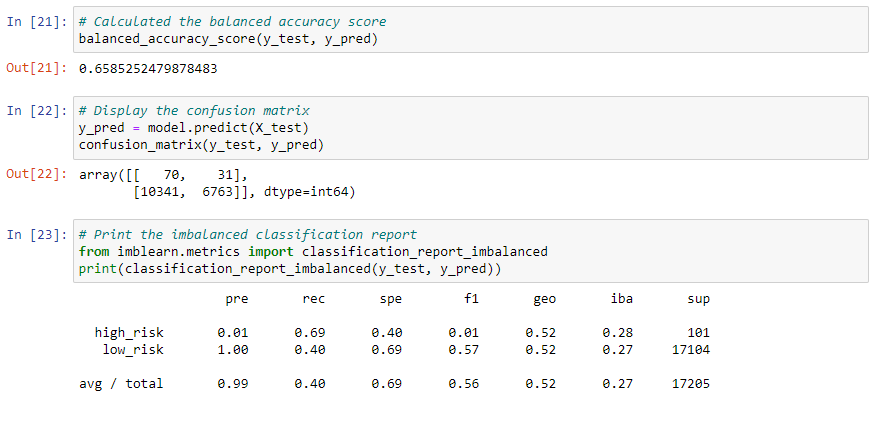 In [21]: # Calculated the balanced accuracy score
balanced_accuracy_score(y_test, y_pred)
Out[21]: 0.6585252479878483
In [22]: # Display the confusion matrix
y_pred = model.predict(X_test)
confusion_matrix(y_test, y_pred)
Out[22]: array([[   70,    31],
       [10341,  6763]], dtype=int64)
In [23]: # Print the imbalanced classification report
from imblearn.metrics import classification_report_imbalanced
print(classification_report_imbalanced(y_test, y_pred))
pre rec spe f1 geo iba sup
high_risk 0.01 0.69 0.40 0.01 0.52 0.28 101
low_risk 1.00 0.40 0.69 0.57 0.52 0.27 17104
avg / total 0.99 0.40 0.69 0.56 0.52 0.27 17205